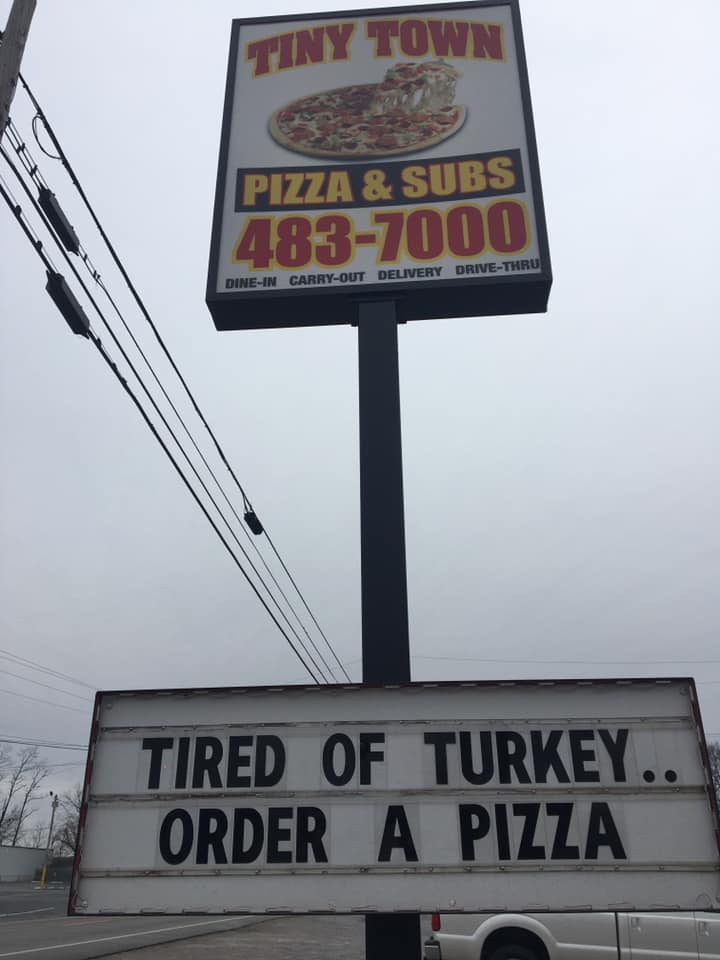 TINY TOWN
PIZZA & SUBS
483-7000
DINE-IN CARRY-OUT DELIVERY DRIVE-THRU
TIRED OF TURKEY..
ORDER A PIZZA